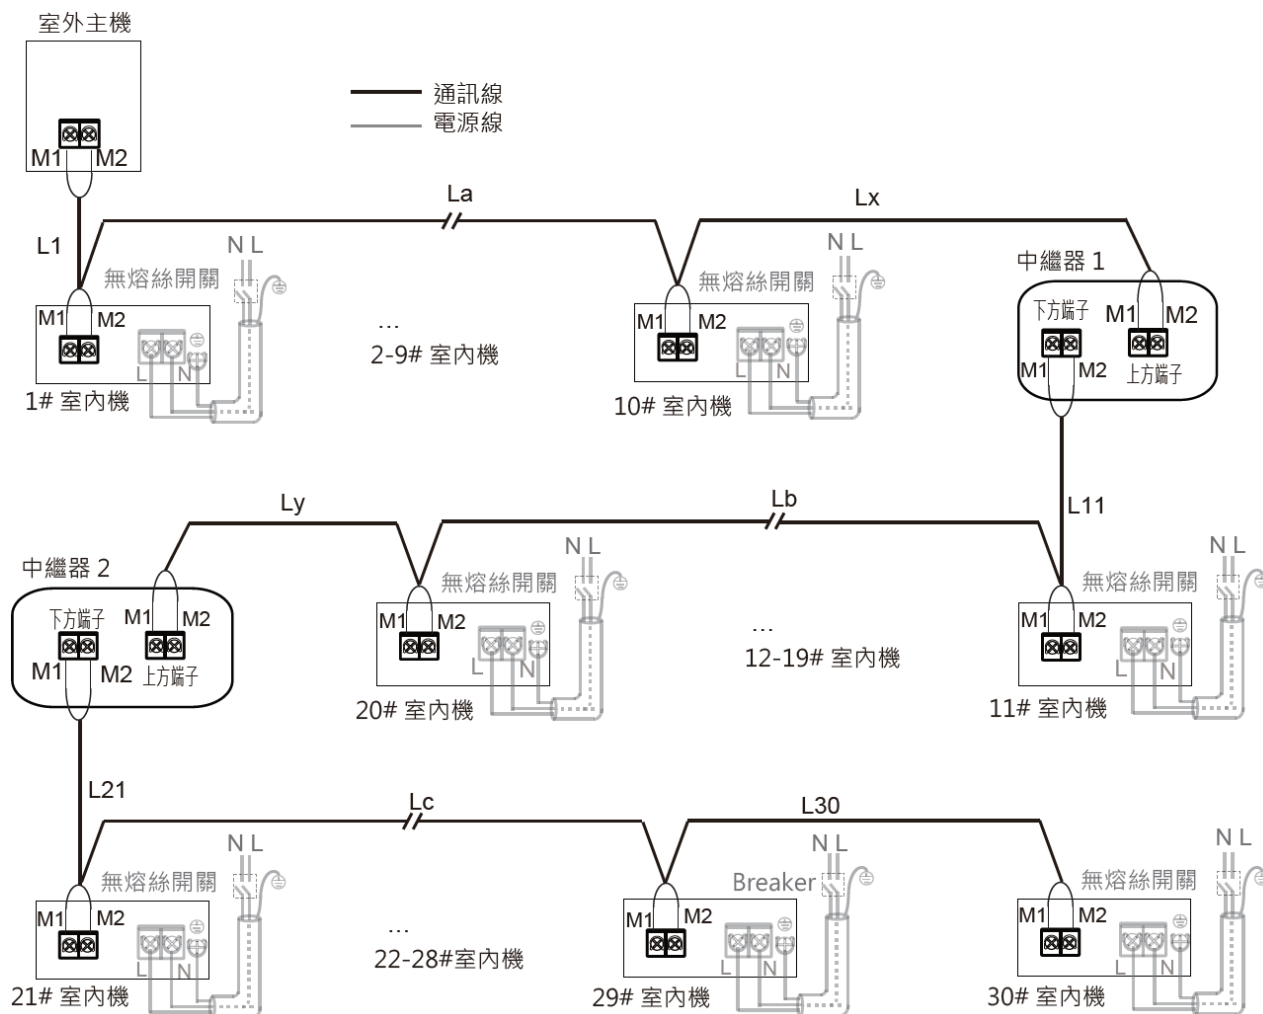 室外主機
M1 M2
通訊線
電源線
L1
La
Lx
N L
無熔絲開關
M1 M2
L N
1# 室內機
...
2-9# 室內機
N L
無熔絲開關
M1 M2
L N
10# 室內機
中繼器 1
下方端子
M1 M2
M1 M2
上方端子
L11
Ly
Lb
中繼器 2
下方端子
M1 M2
M1 M2
上方端子
N L
無熔絲開關
M1 M2
L N
20# 室內機
...
12-19# 室內機
N L
無熔絲開關
M1 M2
L N
11# 室內機
L21
Lc
L30
N L
無熔絲開關
M1 M2
L N
21# 室內機
...
22-28#室內機
N L
Breaker
M1 M2
L N
29# 室內機
N L
無熔絲開關
M1 M2
L N
30# 室內機